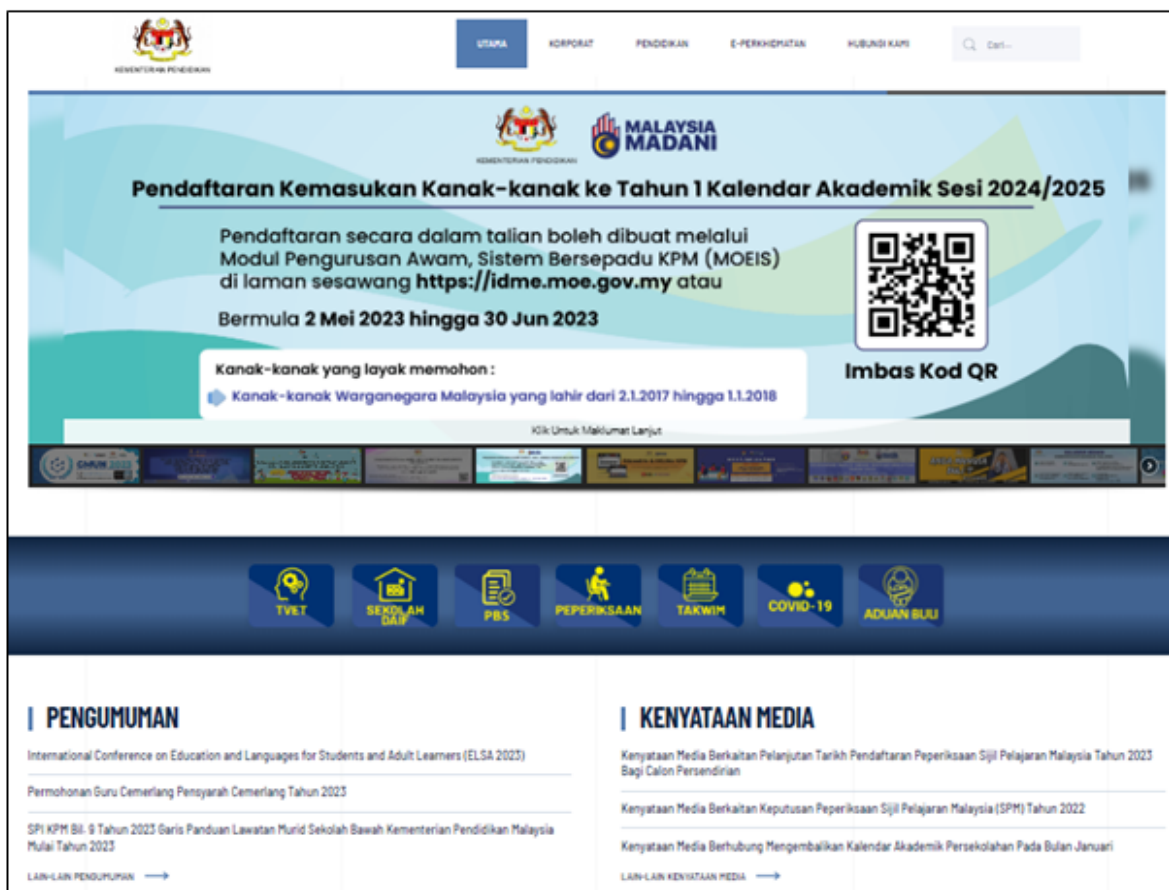 KEMENTERIAN PENDIDIKAN
UTAMA
KORPORAT
PENDIDIKAN
E-PERKHIDMATAN
HUBUNGI KAMI
Cari...
KEMENTERIAN PENDIDIKAN
MALAYSIA
MADANI
Pendaftaran Kemasukan Kanak-kanak ke Tahun 1 Kalendar Akademik Sesi 2024/2025
Pendaftaran secara dalam talian boleh dibuat melalui
Modul Pengurusan Awam, Sistem Bersepadu KPM (MOEIS)
di laman sesawang https://idme.moe.gov.my atau
Bermula 2 Mei 2023 hingga 30 Jun 2023
Imbas Kod QR
Kanak-kanak yang layak memohon :
Kanak-kanak Warganegara Malaysia yang lahir dari 2.1.2017 hingga 1.1.2018
Klik Untuk Maklumat Lanjut
TVET
SEKOLAH
DAIF
PBS
PEPERIKSAAN
TAKWIM
COVID-19
ADUAN BULI
PENGUMUMAN
International Conference on Education and Languages for Students and Adult Learners (ELSA 2023)
Permohonan Guru Cemerlang Pensyarah Cemerlang Tahun 2023
SPI KPM Bil. 9 Tahun 2023 Garis Panduan Lawatan Murid Sekolah Bawah Kementerian Pendidikan Malaysia
Mulai Tahun 2023
LAIN-LAIN PENGUMUMAN
KENYATAAN MEDIA
Kenyataan Media Berkaitan Pelanjutan Tarikh Pendaftaran Peperiksaan Sijil Pelajaran Malaysia Tahun 2023
Bagi Calon Persendirian
Kenyataan Media Berkaitan Keputusan Peperiksaan Sijil Pelajaran Malaysia (SPM) Tahun 2022
Kenyataan Media Berhubung Mengembalikan Kalendar Akademik Persekolahan Pada Bulan Januari
LAIN-LAIN KENYATAAN MEDIA